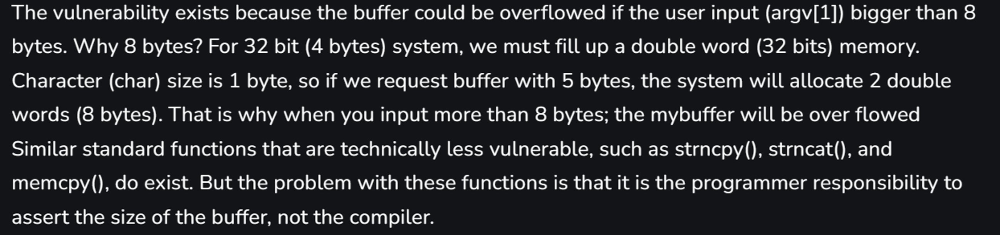 The vulnerability exists because the buffer could be overflowed if the user input (argv[1]) bigger than 8
bytes. Why 8 bytes? For 32 bit (4 bytes) system, we must fill up a double word (32 bits) memory.
Character (char) size is 1 byte, so if we request buffer with 5 bytes, the system will allocate 2 double
words (8 bytes). That is why when you input more than 8 bytes; the mybuffer will be over flowed
Similar standard functions that are technically less vulnerable, such as strncpy(), strncat(), and
memcpy(), do exist. But the problem with these functions is that it is the programmer responsibility to
assert the size of the buffer, not the compiler.